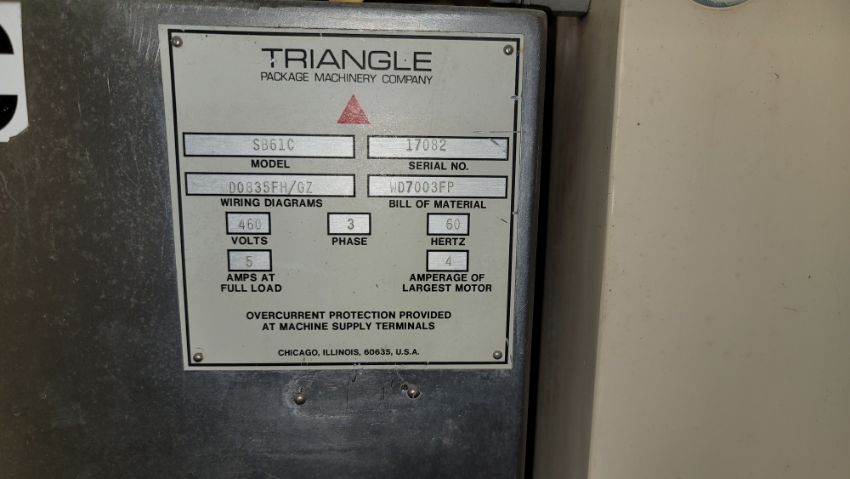 TRIANGLE
PACKAGE MACHINERY COMPANY
SB61C 17082
MODEL SERIAL NO.
D0835FH/GZ WD7003FP
WIRING DIAGRAMS BILL OF MATERIAL
460 3 60
VOLTS PHASE HERTZ
5 4
AMPS AT FULL LOAD
AMPERAGE OF LARGEST MOTOR
OVERCURRENT PROTECTION PROVIDED
AT MACHINE SUPPLY TERMINALS
CHICAGO, ILLINOIS, 60635, U.S.A.